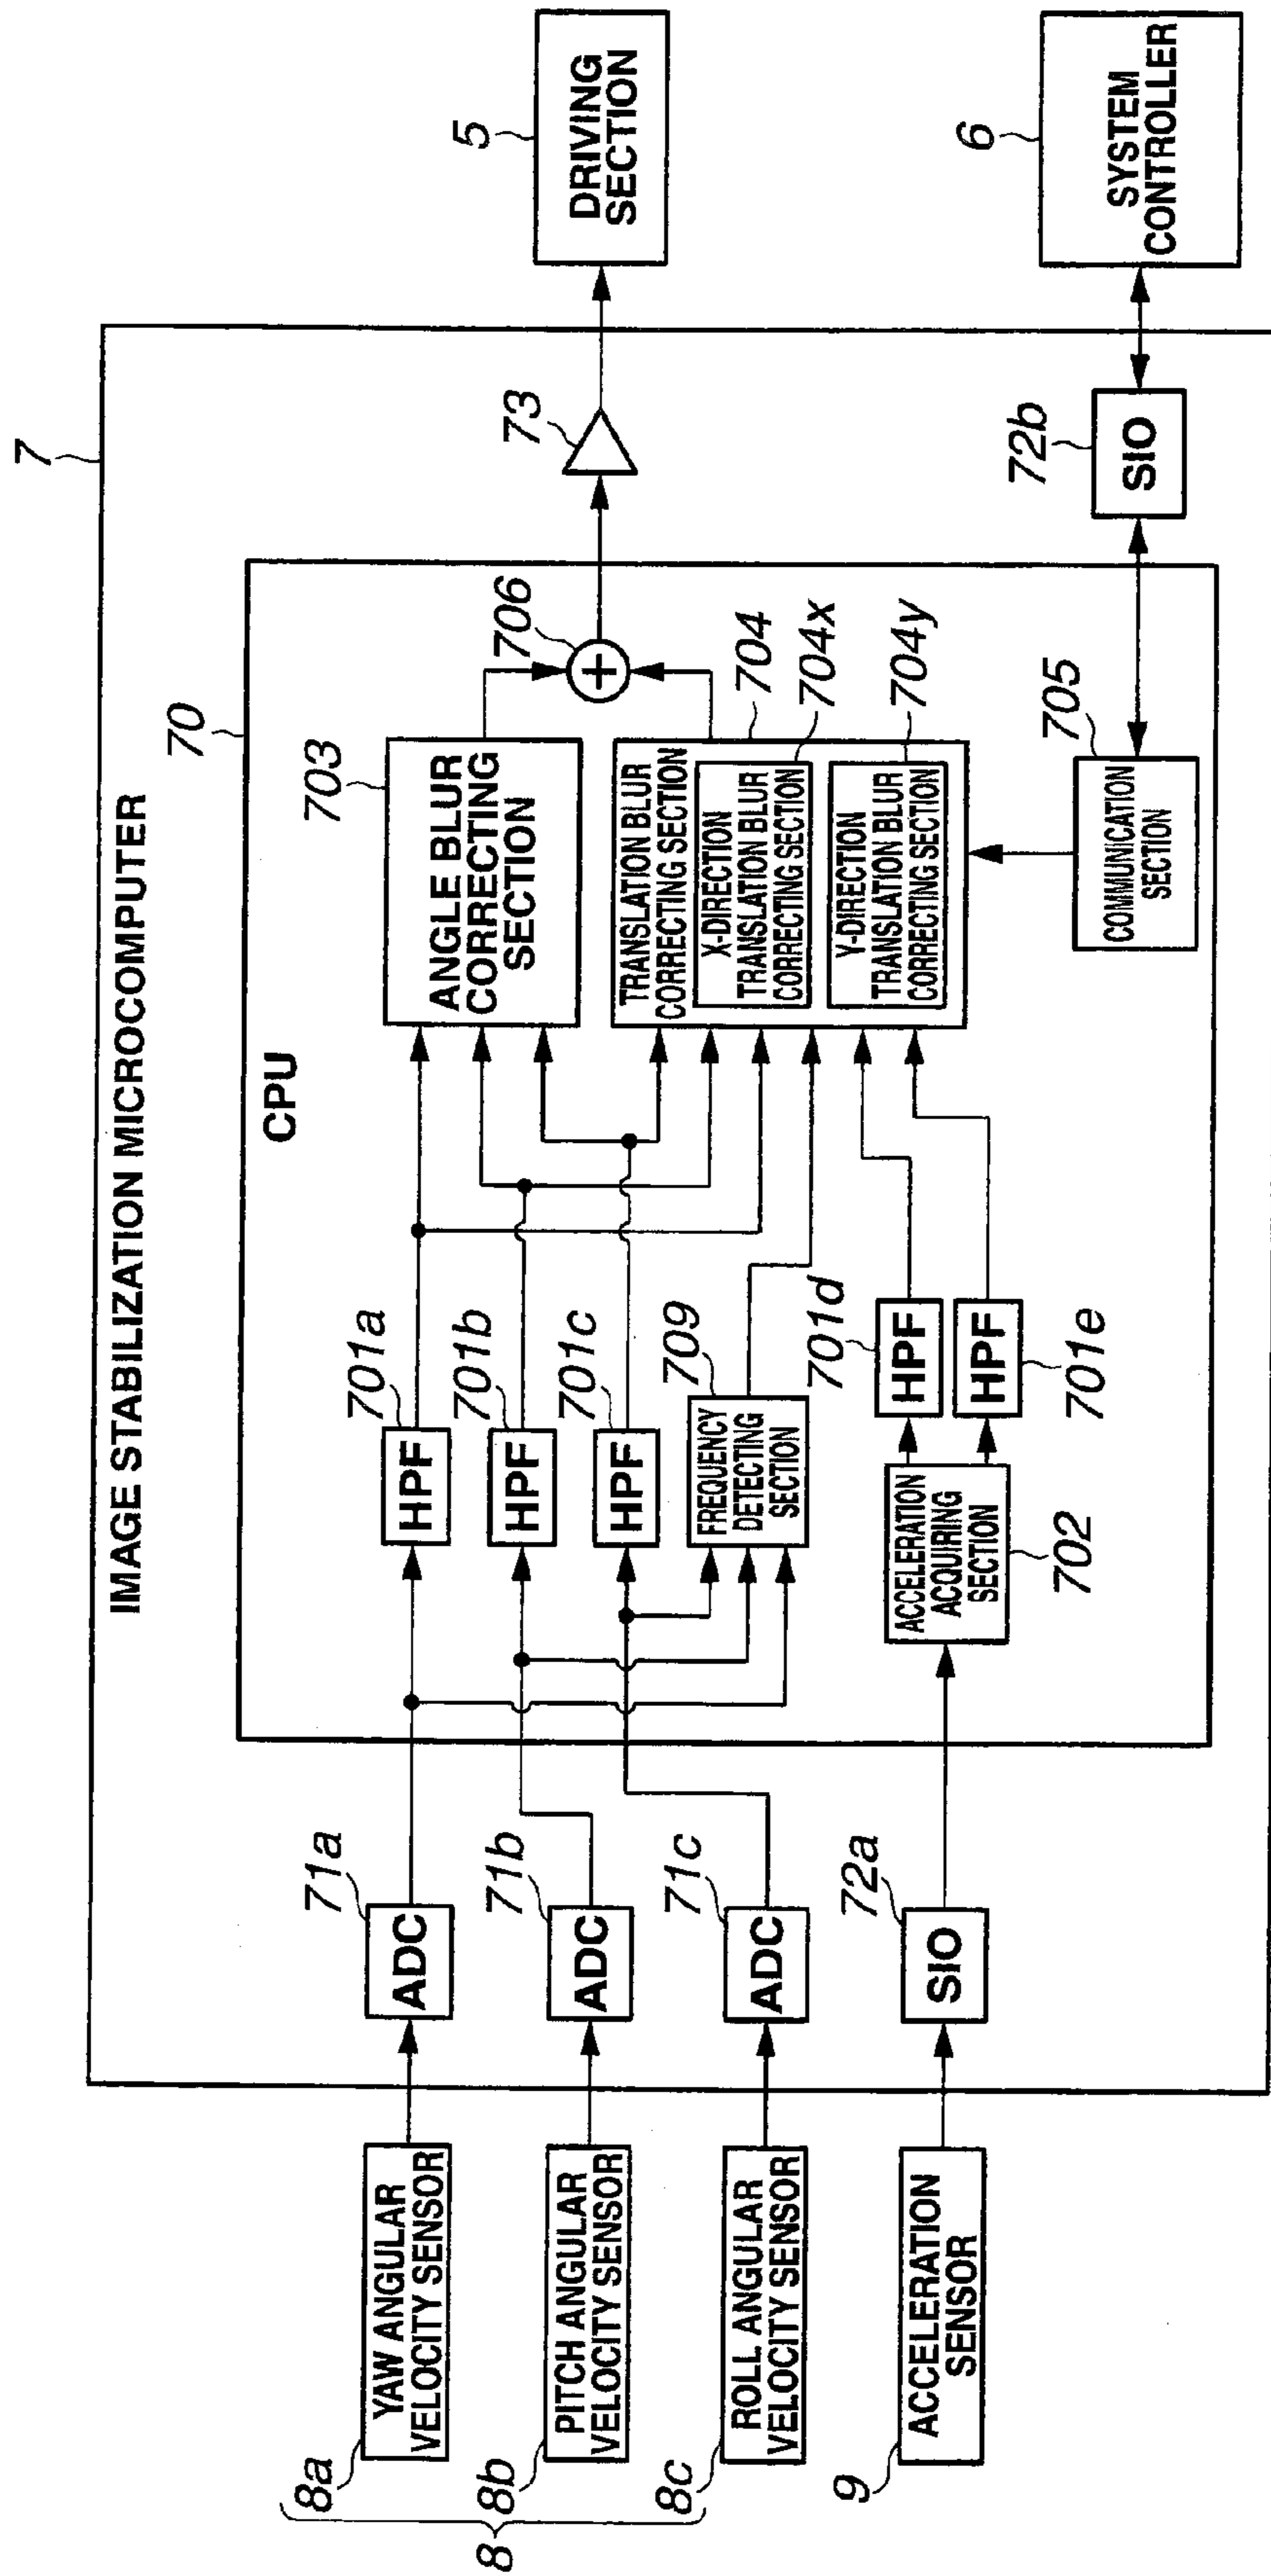 7
IMAGE STABILIZATION MICROCOMPUTER
70
CPU
8
8a
YAW ANGULAR
VELOCITY SENSOR
8b
PITCH ANGULAR
VELOCITY SENSOR
8c
ROLL ANGULAR
VELOCITY SENSOR
9
ACCELERATION
SENSOR
71a
ADC
71b
ADC
71c
ADC
72a
SIO
701a
HPF
701b
HPF
701c
HPF
709
FREQUENCY
DETECTING
SECTION
ACCELERATION
ACQUIRING
SECTION
702
701d
HPF
HPF
701e
703
ANGLE BLUR
CORRECTING
SECTION
TRANSLATION BLUR
CORRECTING SECTION
704
X-DIRECTION
TRANSLATION BLUR
CORRECTING SECTION
704x
Y-DIRECTION
TRANSLATION BLUR
CORRECTING SECTION
704y
705
COMMUNICATION
SECTION
706
+
73
72b
SIO
5
DRIVING
SECTION
6
SYSTEM
CONTROLLER